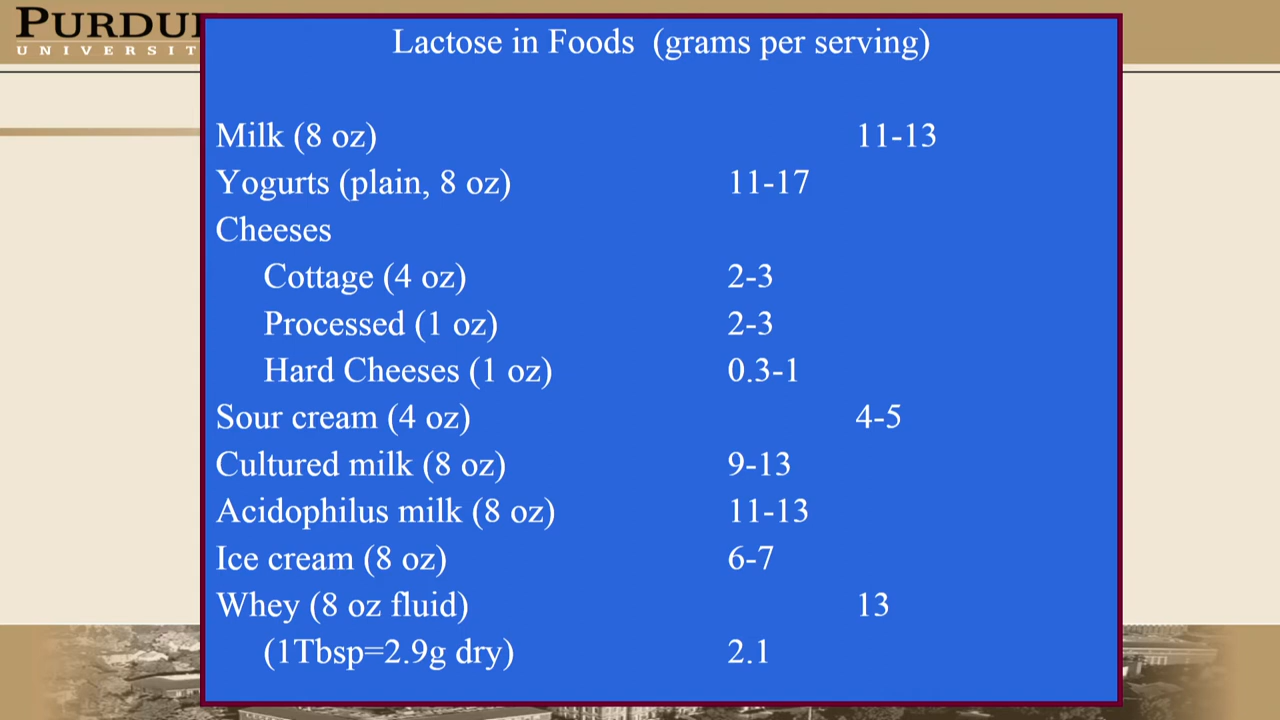 PURDU
UNIVERSIT
Lactose in Foods (grams per serving)
Milk (8 oz) 11-13
Yogurts (plain, 8 oz) 11-17
Cheeses
Cottage (4 oz) 2-3
Processed (1 oz) 2-3
Hard Cheeses (1 oz) 0.3-1
Sour cream (4 oz) 4-5
Cultured milk (8 oz) 9-13
Acidophilus milk (8 oz) 11-13
Ice cream (8 oz) 6-7
Whey (8 oz fluid) 13
(1Tbsp=2.9g dry) 2.1